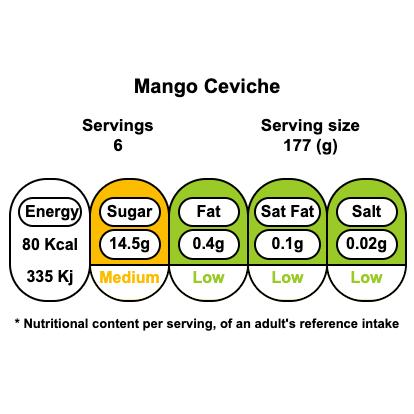 Mango Ceviche
Servings Serving size
6 177 (g)
Energy Sugar Fat Sat Fat Salt
80 Kcal 14.5g 0.4g 0.1g 0.02g
335 Kj Medium Low Low Low
* Nutritional content per serving, of an adult's reference intake